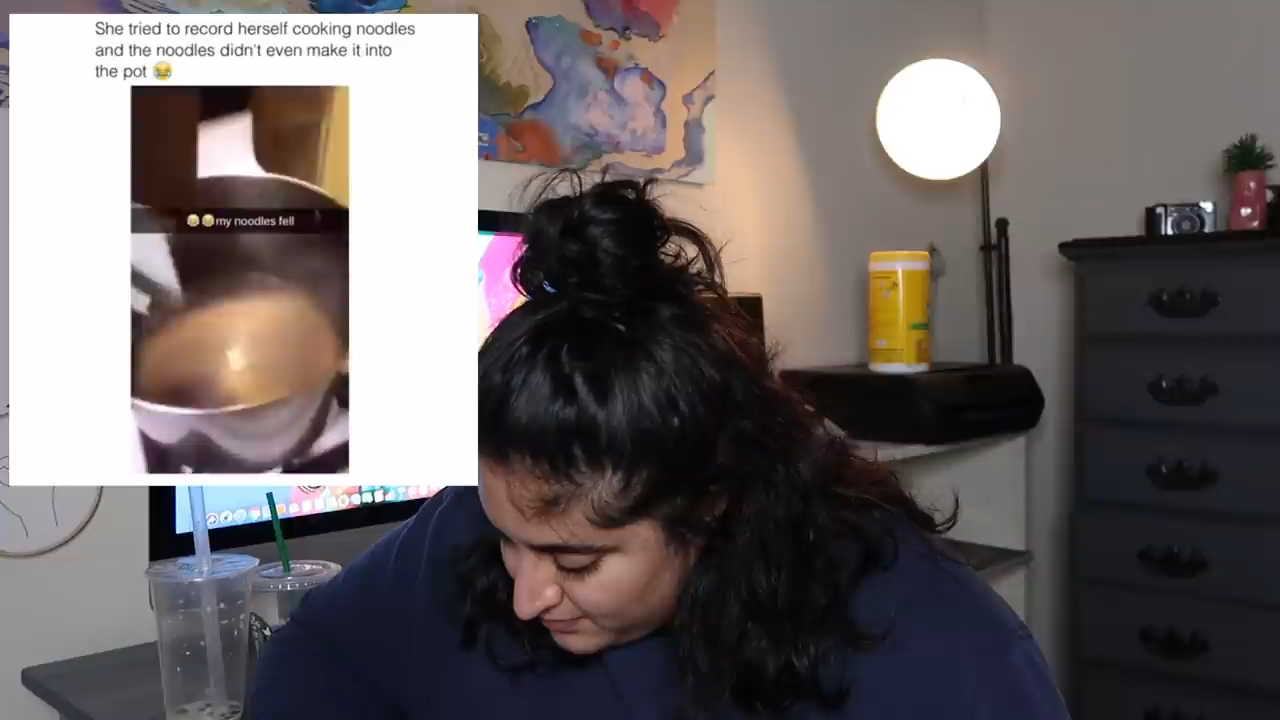 She tried to record herself cooking noodles
and the noodles didn't even make it into
the pot 😂
😂😂my noodles fell